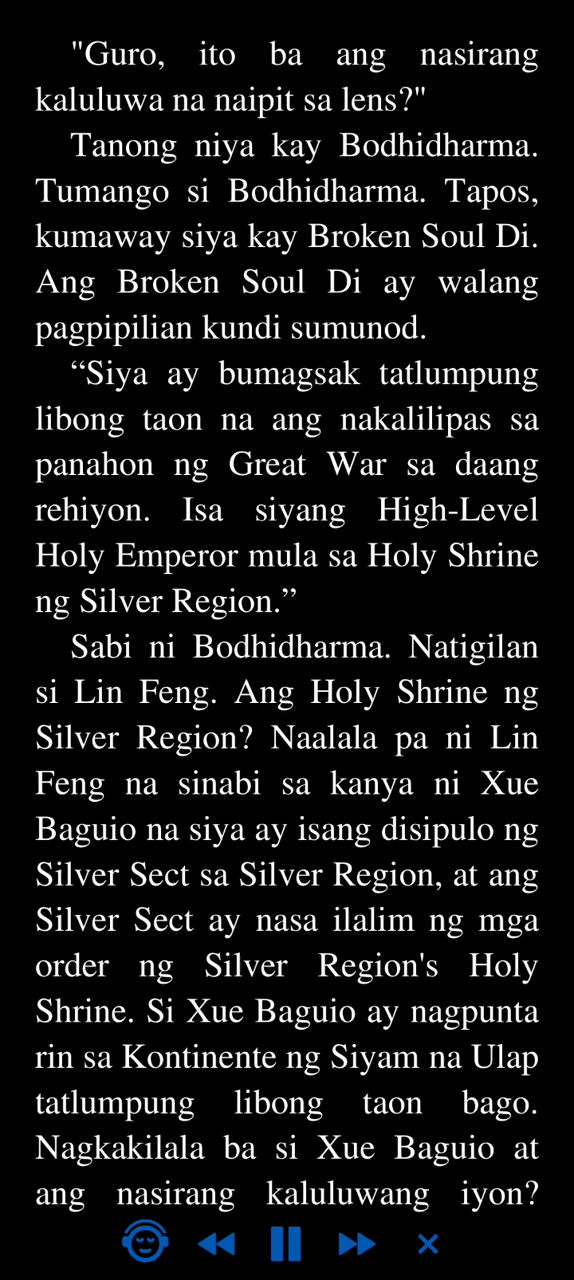 "Guro, ito ba ang nasirang
kaluluwa na naipit sa lens?"
Tanong niya kay Bodhidharma.
Tumango si Bodhidharma. Tapos,
kumaway siya kay Broken Soul Di.
Ang Broken Soul Di ay walang
pagpipilian kundi sumunod.
“Siya ay bumagsak tatlumpung
libong taon na ang nakalilipas sa
panahon ng Great War sa daang
rehiyon. Isa siyang High-Level
Holy Emperor mula sa Holy Shrine
ng Silver Region.”
Sabi ni Bodhidharma. Natigilan
si Lin Feng. Ang Holy Shrine ng
Silver Region? Naalala pa ni Lin
Feng na sinabi sa kanya ni Xue
Baguio na siya ay isang disipulo ng
Silver Sect sa Silver Region, at ang
Silver Sect ay nasa ilalim ng mga
order ng Silver Region's Holy
Shrine. Si Xue Baguio ay nagpunta
rin sa Kontinente ng Siyam na Ulap
tatlumpung libong taon bago.
Nagkakilala ba si Xue Baguio at
ang nasirang kaluluwang iyon?